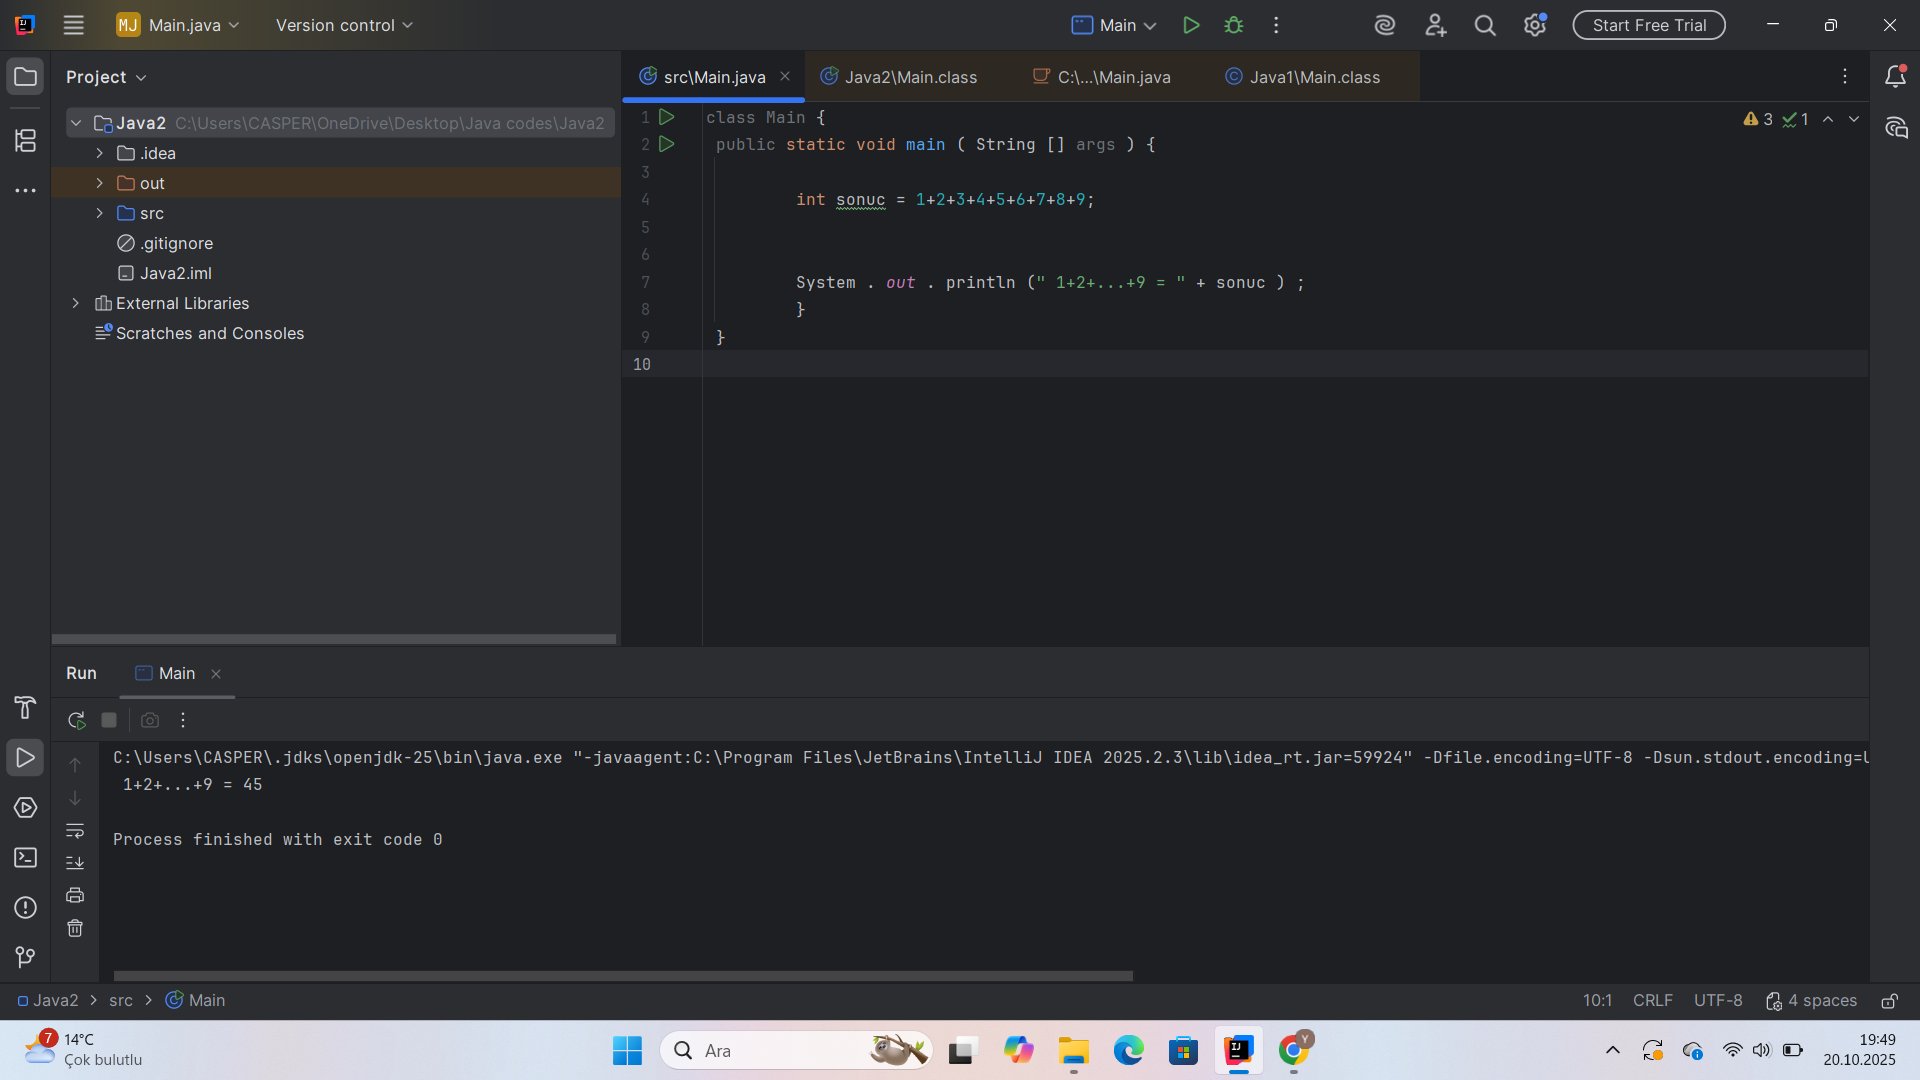 MJ Main.java Version control Main Start Free Trial
Project
src\Main.java Java2\Main.class C:\...\Main.java Java1\Main.class
Java2 C:\Users\CASPER\OneDrive\Desktop\Java codes\Java2
.idea
out
src
.gitignore
Java2.iml
External Libraries
Scratches and Consoles
3 1
1 class Main {
2 public static void main ( String [] args ) {
3
4 int sonuc = 1+2+3+4+5+6+7+8+9;
5
6
7 System . out . println (" 1+2+...+9 = " + sonuc ) ;
8 }
9 }
10
Run Main
C:\Users\CASPER\.jdks\openjdk-25\bin\java.exe "-javaagent:C:\Program Files\JetBrains\IntelliJ IDEA 2025.2.3\lib\idea_rt.jar=59924" -Dfile.encoding=UTF-8 -Dsun.stdout.encoding=U
1+2+...+9 = 45
Process finished with exit code 0
Java2 src Main 10:1 CRLF UTF-8 4 spaces
7 14°C
Çok bulutlu
Ara
Y
19:49
20.10.2025